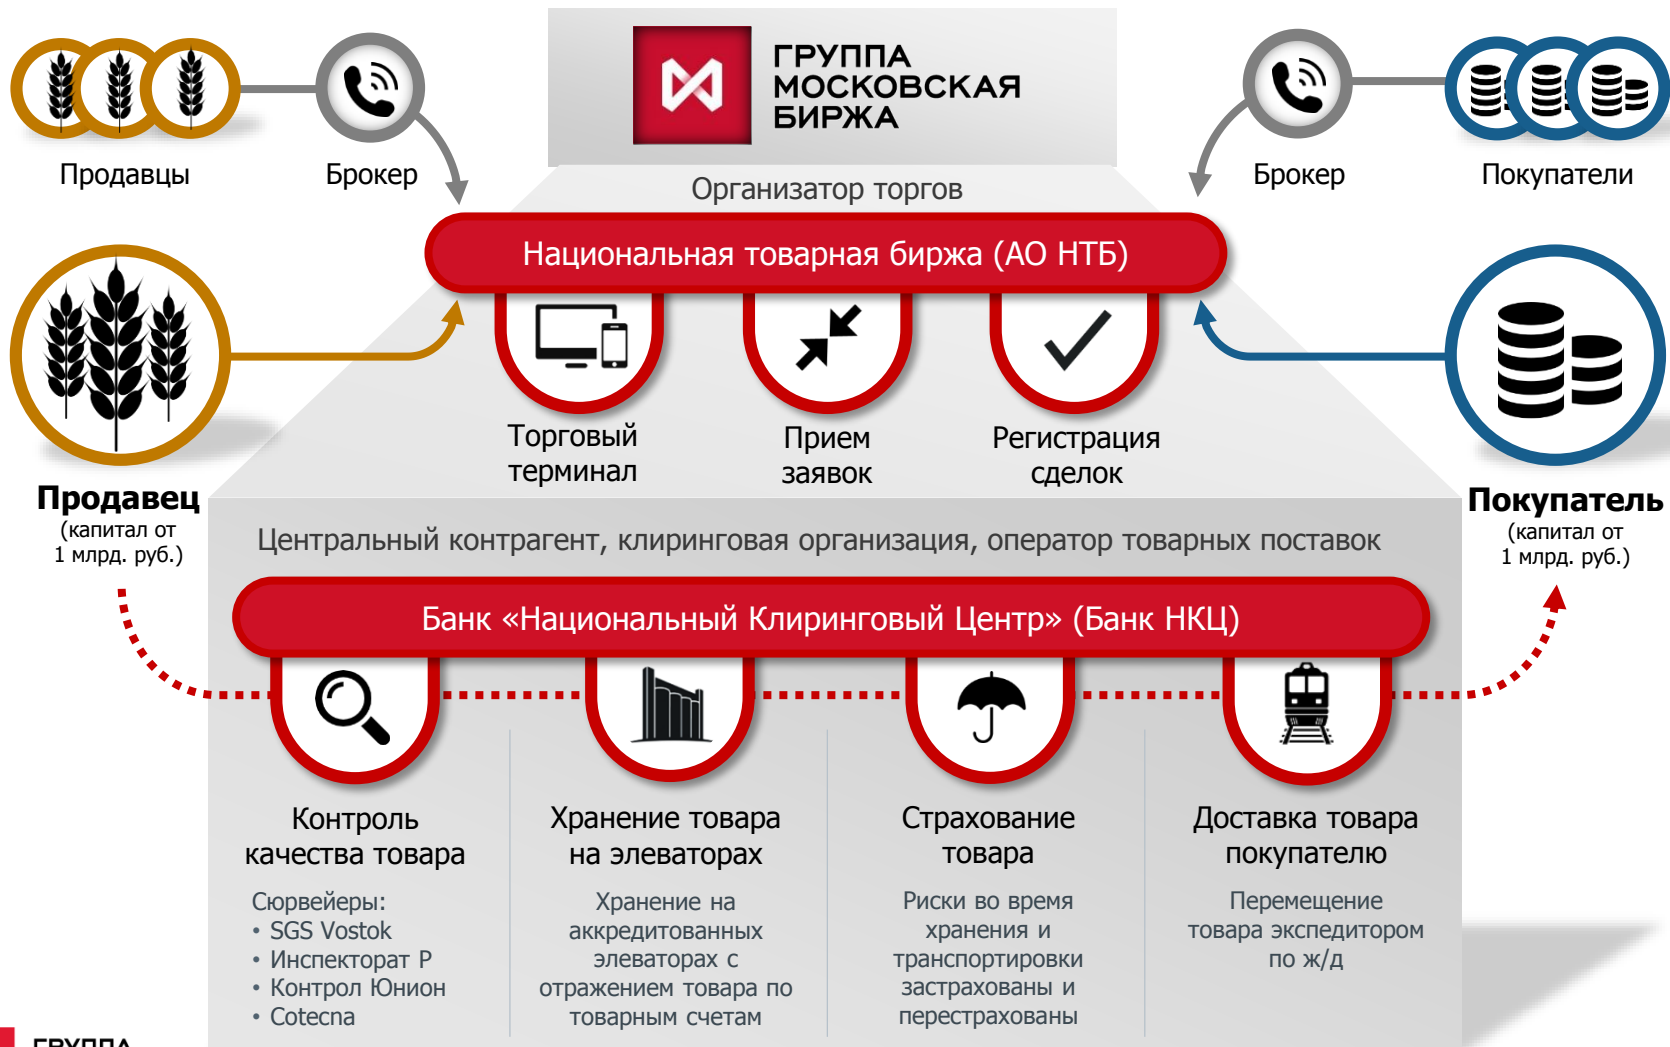 ГРУППА
МОСКОВСКАЯ
БИРЖА
Продавцы
Брокер
Брокер
Покупатели
Организатор торгов
Национальная товарная биржа (АО НТБ)
Торговый
терминал
Прием
заявок
Регистрация
сделок
Продавец
(капитал от
1 млрд. руб.)
Покупатель
(капитал от
1 млрд. руб.)
Центральный контрагент, клиринговая организация, оператор товарных поставок
Банк «Национальный Клиринговый Центр» (Банк НКЦ)
Контроль
качества товара
Сюрвейеры:
• SGS Vostok
• Инспекторат Р
• Контрол Юнион
• Cotecna
Хранение товара
на элеваторах
Хранение на
аккредитованных
элеваторах с
отражением товара по
товарным счетам
Страхование
товара
Риски во время
хранения и
транспортировки
застрахованы и
перестрахованы
Доставка товара
покупателю
Перемещение
товара экспедитором
по ж/д
ГРУППА